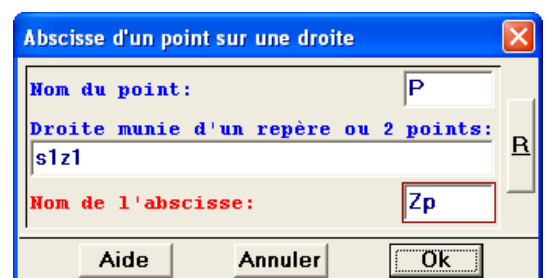 Abscisse d'un point sur une droite
Nom du point: P
Droite munie d'un repère ou 2 points:
s1z1
R
Nom de l'abscisse: Zp
Aide Annuler Ok